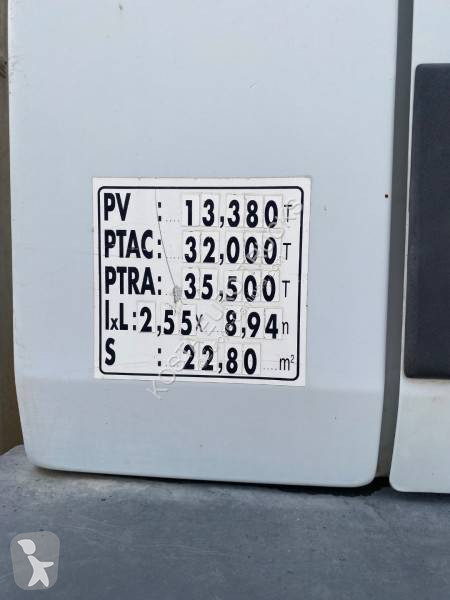 PV : 13,380 T
PTAC: 32,000 T
PTRA: 35,500 T
lxL: 2,55 x 8,94 n
S : 22,80 m²